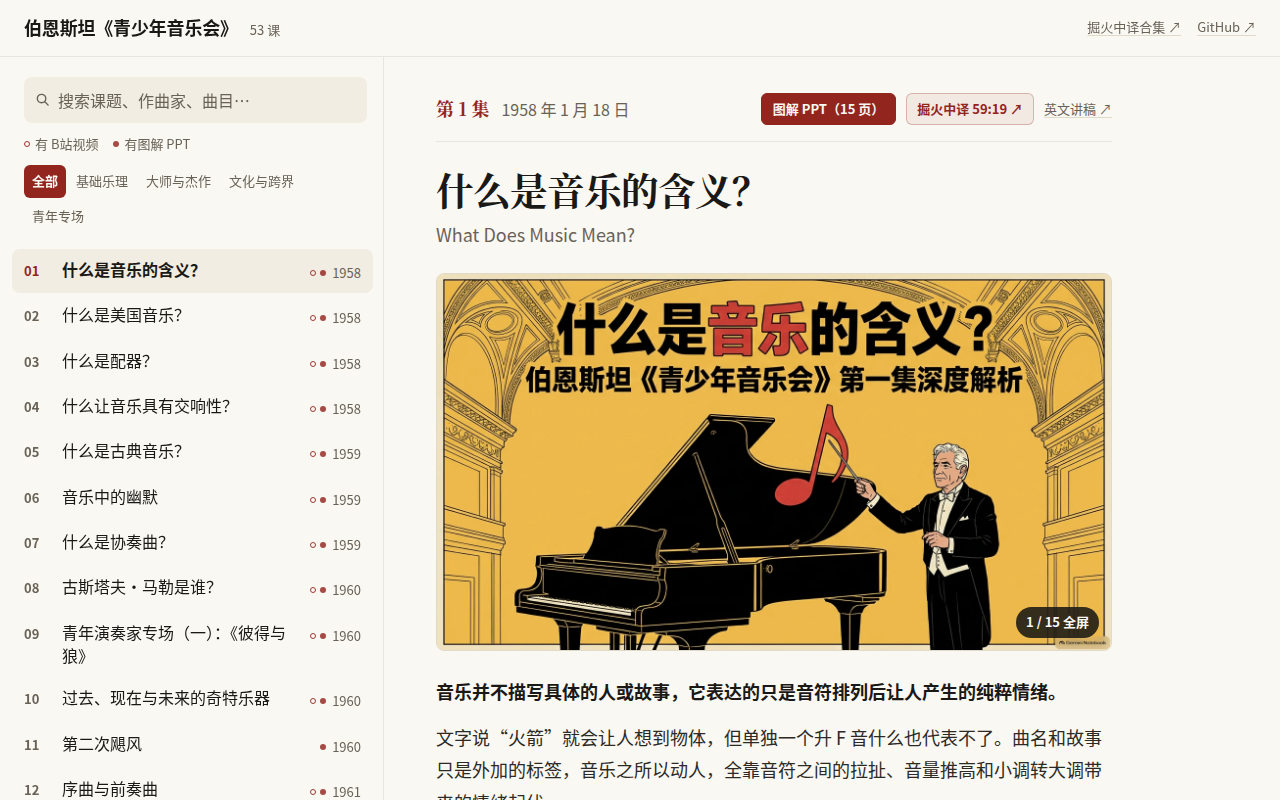 伯恩斯坦《青少年音乐会》 53 课
掘火中译合集 ↗ GitHub ↗
搜索课题、作曲家、曲目…
有 B站视频 有图解 PPT
全部 基础乐理 大师与杰作 文化与跨界
青年专场
01 什么是音乐的含义? 1958
02 什么是美国音乐? 1958
03 什么是配器? 1958
04 什么让音乐具有交响性? 1958
05 什么是古典音乐? 1959
06 音乐中的幽默 1959
07 什么是协奏曲? 1959
08 古斯塔夫·马勒是谁? 1960
09 青年演奏家专场（一）:《彼得与 1960
狼》
10 过去、现在与未来的奇特乐器 1960
11 第二次飓风 1960
12 序曲与前奏曲 1961
第 1 集 1958 年 1 月 18 日
图解 PPT（15 页） 掘火中译 59:19 ↗ 英文讲稿 ↗
什么是音乐的含义?
What Does Music Mean?
什么是音乐的含义?
伯恩斯坦《青少年音乐会》第一集深度解析
1 / 15 全屏
音乐并不描写具体的人或故事，它表达的只是音符排列后让人产生的纯粹情绪。
文字说“火箭”就会让人想到物体，但单独一个升 F 音什么也代表不了。曲名和故事
只是外加的标签，音乐之所以动人，全靠音符之间的拉扯、音量推高和小调转大调带